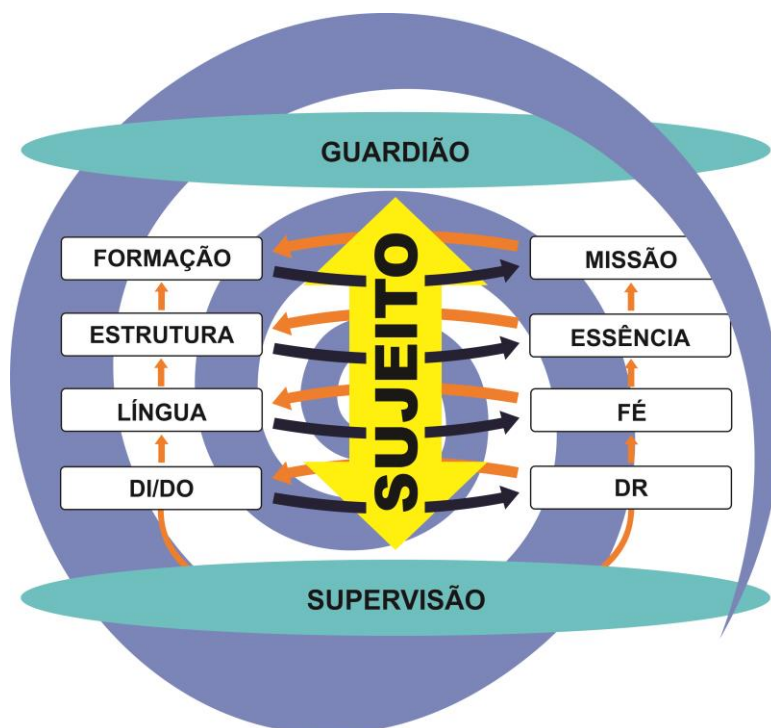 GUARDIÃO
FORMAÇÃO
MISSÃO
ESTRUTURA
ESSÊNCIA
LÍNGUA
FÉ
DI/DO
DR
SUJEITO
SUPERVISÃO